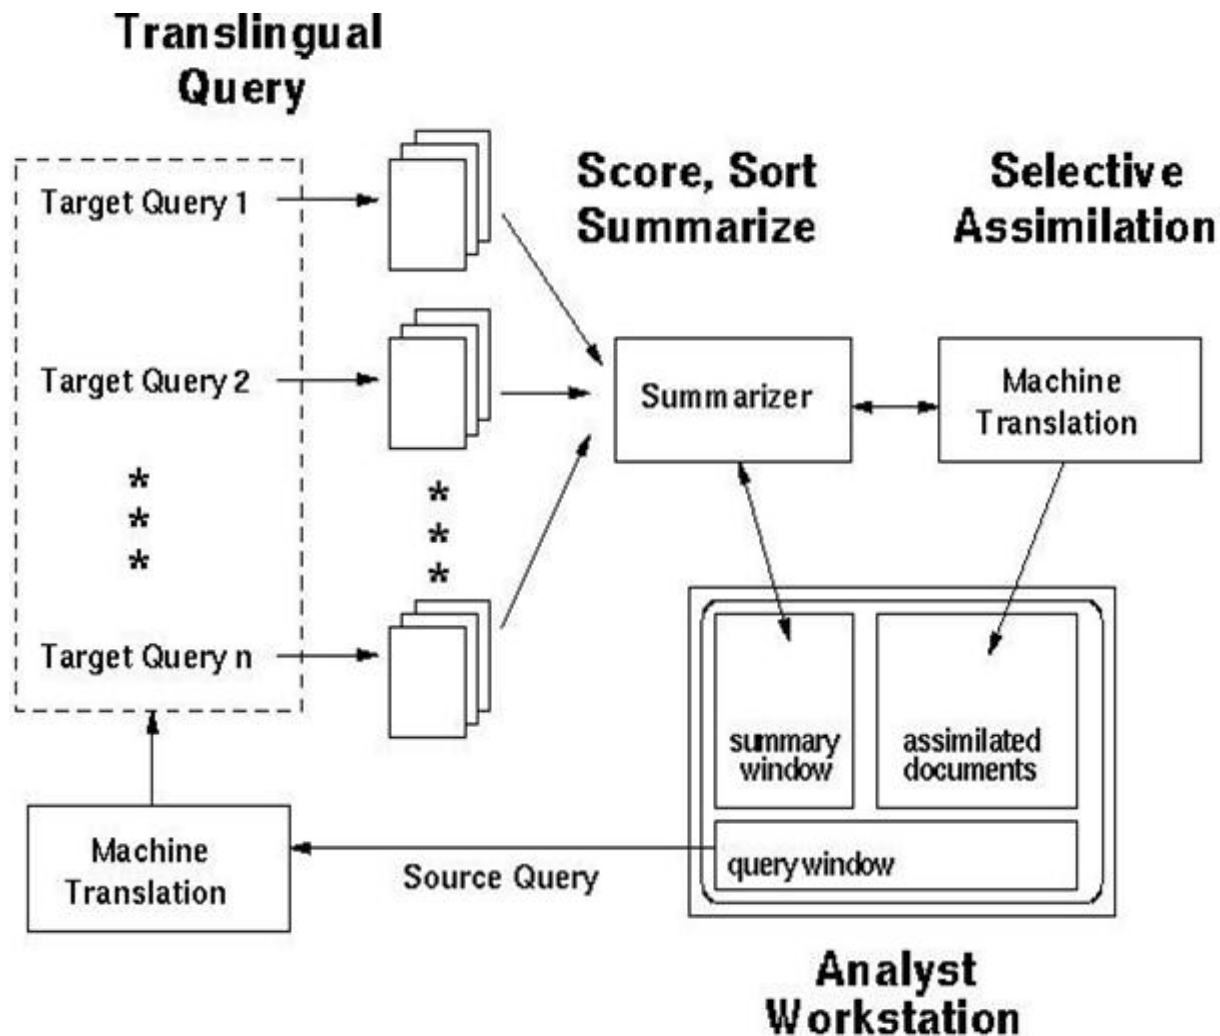 Translingual
Query
Score, Sort
Summarize
Selective
Assimilation
Target Query 1
Target Query 2
*
*
*
*
*
*
Target Query n
Summarizer
Machine
Translation
summary
window
assimilated
documents
query window
Machine
Translation
Source Query
Analyst
Workstation